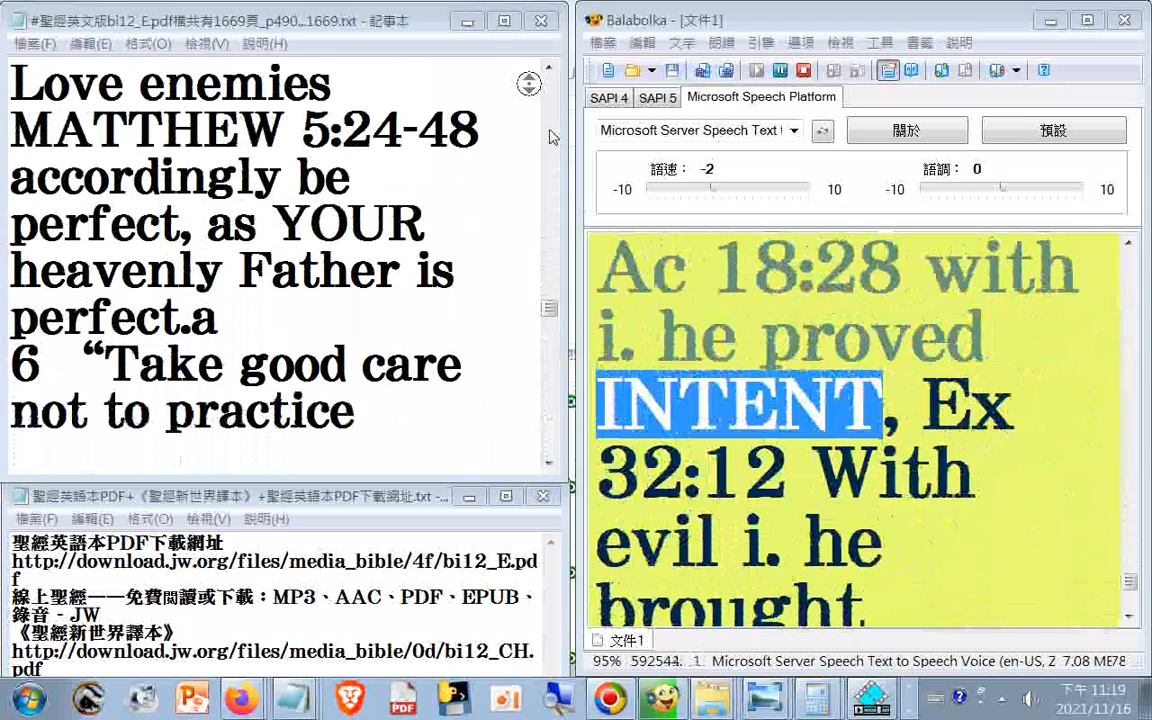 #聖經英文版bi12_E.pdf檔共有1669頁_p490...1669.txt - 記事本
檔案(F) 編輯(E) 格式(O) 檢視(V) 說明(H)
Love enemies
MATTHEW 5:24-48
accordingly be
perfect, as YOUR
heavenly Father is
perfect.a
6 “Take good care
not to practice
聖經英語本PDF+《聖經新世界譯本》+聖經英語本PDF下載網址.txt -...
檔案(F) 編輯(E) 格式(O) 檢視(V) 說明(H)
聖經英語本PDF下載網址
http://download.jw.org/files/media_bible/4f/bi12_E.pd
f
線上聖經——免費閱讀或下載：MP3、AAC、PDF、EPUB、
錄音 - JW
《聖經新世界譯本》
http://download.jw.org/files/media_bible/0d/bi12_CH.
pdf
Balabolka - [文件1]
檔案 編輯 文字 朗讀 引擎 選項 檢視 工具 書籤 說明
SAPI 4 SAPI 5 Microsoft Speech Platform
Microsoft Server Speech Text 關於 預設
語速： -2 語調： 0
-10 10 -10 10
Ac 18:28 with
i. he proved
INTENT, Ex
32:12 With
evil i. he
brought
文件1
95% Microsoft Server Speech Text to Speech Voice (en-US, Z 7.08 ME
PDF
下午 11:19
2021/11/16